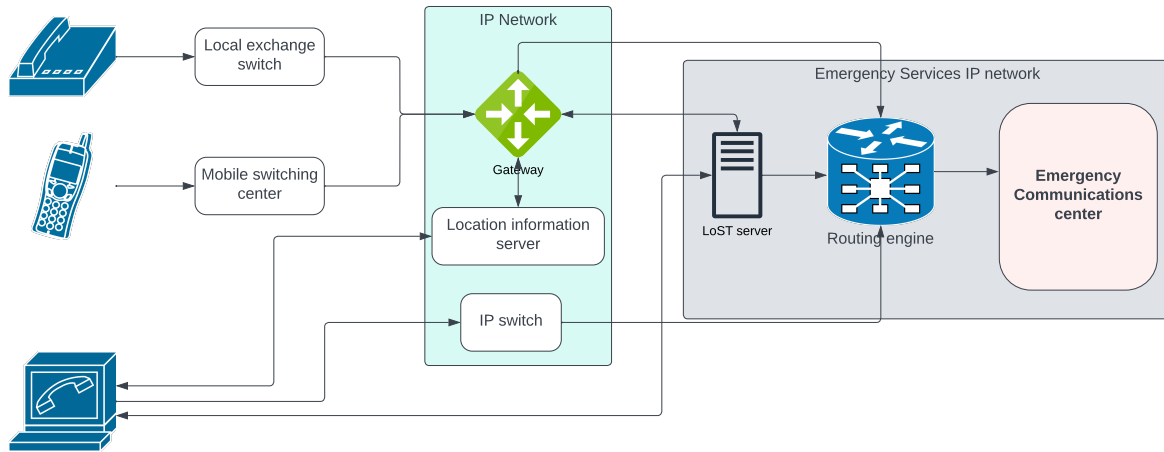 IP Network
Local exchange
switch
Emergency Services IP network
Gateway
Mobile switching
center
Emergency
Communications
center
Location information
server
LoST server
Routing engine
IP switch